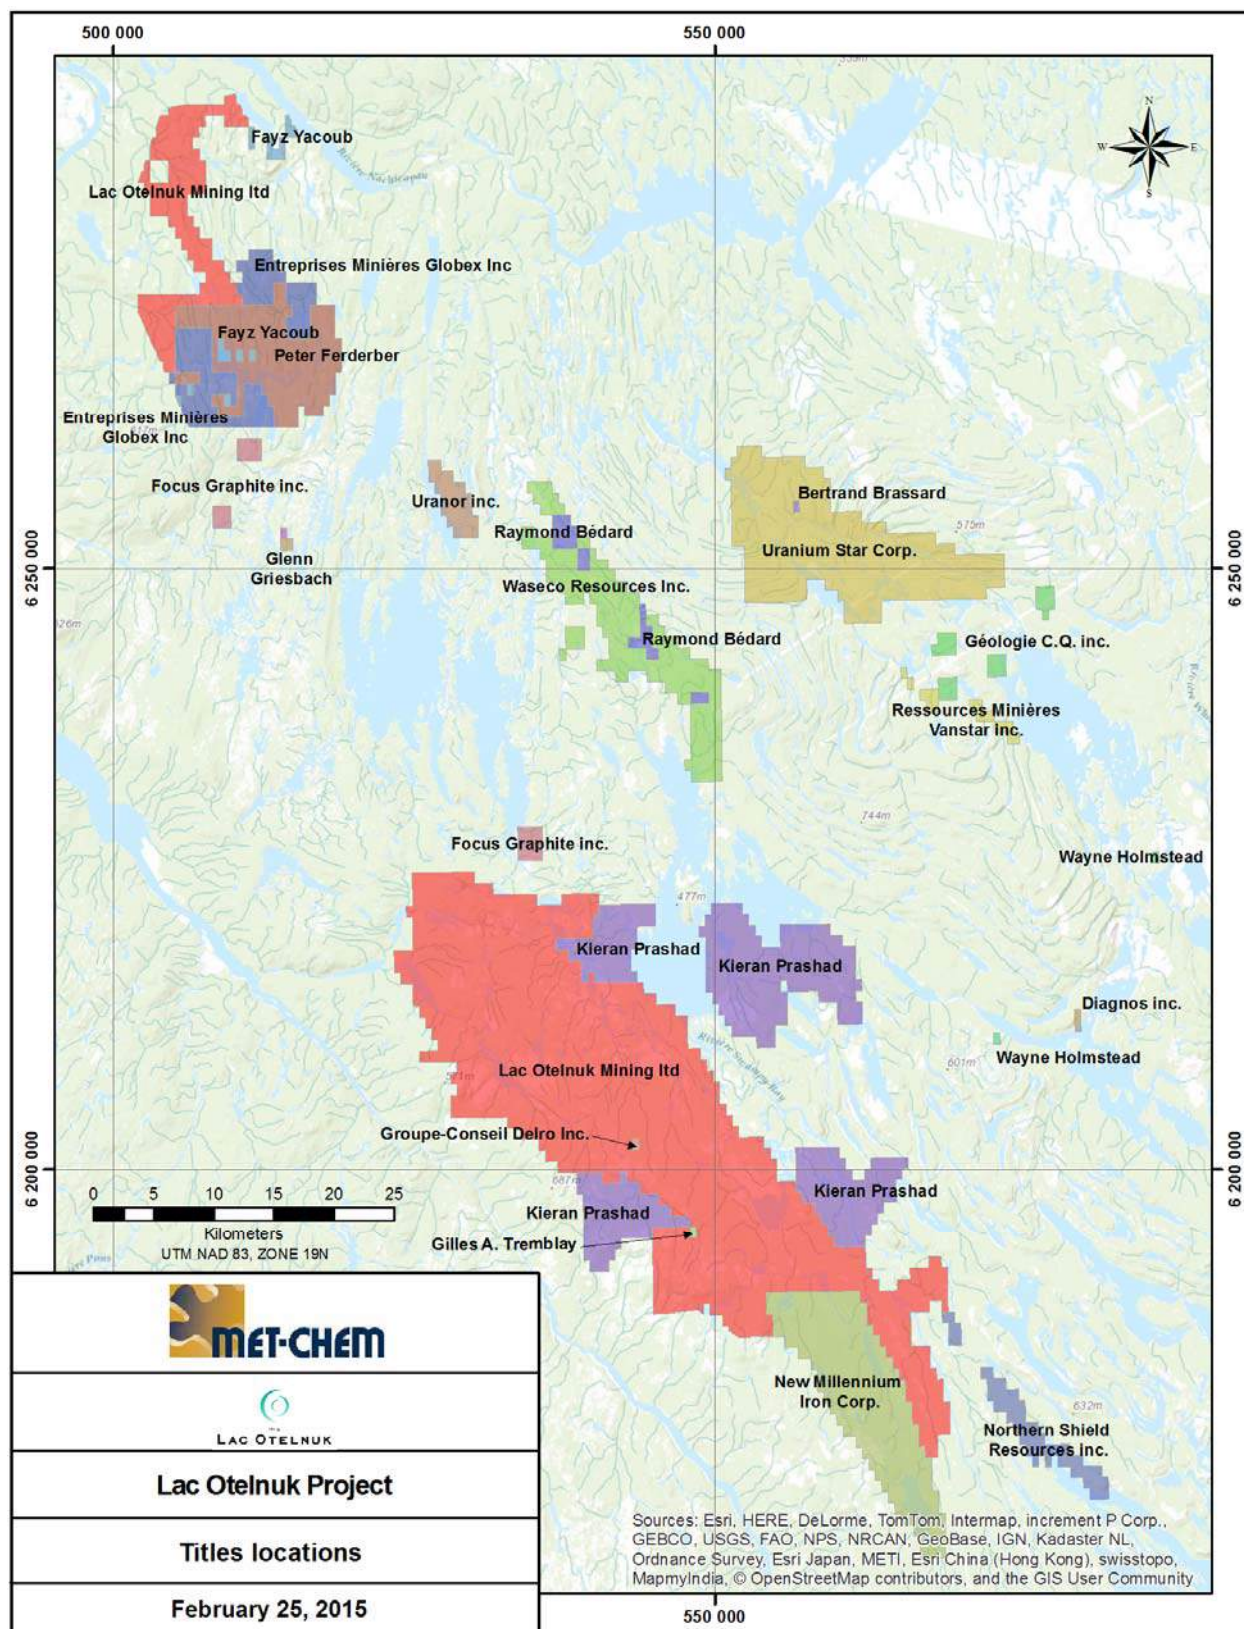 500 000
550 000
559m
N
W
E
S
Fayz Yacoub
Lac Otelnuk Mining ltd
Entreprises Minières Globex Inc
Fayz Yacoub
Peter Ferderber
Entreprises Minières
Globex Inc
Focus Graphite inc.
Uranor inc.
Bertrand Brassard
Raymond Bédard
575m
Uranium Star Corp.
Glenn
Griesbach
6 250 000
6 250 000
Waseco Resources Inc.
Raymond Bédard
Géologie C.Q. inc.
Ressources Minières
Vanstar inc.
744m
Focus Graphite inc.
Wayne Holmstead
477m
Kieran Prashad
Kieran Prashad
Diagnos inc.
Wayne Holmstead
601m
Lac Otelnuk Mining ltd
Groupe-Conseil Delro Inc.
6 200 000
6 200 000
687m
Kieran Prashad
Kieran Prashad
Gilles A. Tremblay
0 5 10 15 20 25
Kilometers
UTM NAD 83, ZONE 19N
MET-CHEM
LAC OTELNUK
Lac Otelnuk Project
Titles locations
February 25, 2015
New Millennium
Iron Corp.
632m
Northern Shield
Resources inc.
Sources: Esri, HERE, DeLorme, TomTom, Intermap, increment P Corp.,
GEBCO, USGS, FAO, NPS, NRCAN, GeoBase, IGN, Kadaster NL,
Ordnance Survey, Esri Japan, METI, Esri China (Hong Kong), swisstopo,
MapmyIndia, © OpenStreetMap contributors, and the GIS User Community
550 000